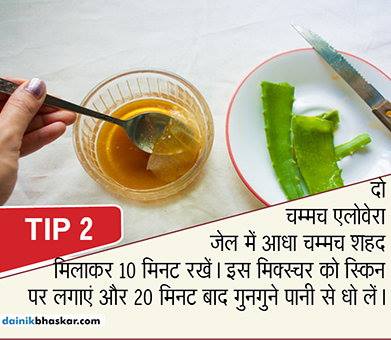 TIP 2
दो
चम्मच एलोवेरा
जेल में आधा चम्मच शहद
मिलाकर 10 मिनट रखें। इस मिक्स्चर को स्किन
पर लगाएं और 20 मिनट बाद गुनगुने पानी से धो लें।
dainikbhaskar.com